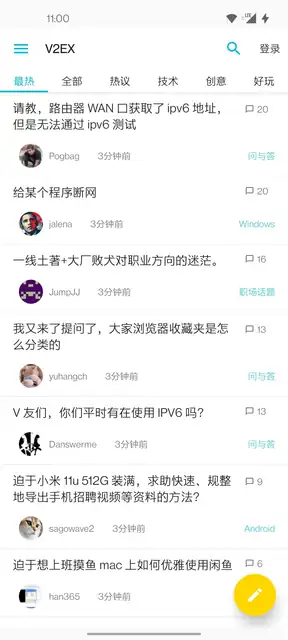 11:00
V2EX
登录
最热 全部 热议 技术 创意 好玩
请教，路由器 WAN 口获取了 ipv6 地址，
但是无法通过 ipv6 测试
20
Pogbag 3分钟前 问与答
给某个程序断网
20
jalena 3分钟前 Windows
一线土著+大厂败犬对职业方向的迷茫。
16
JumpJJ 3分钟前 职场话题
我又来了提问了，大家浏览器收藏夹是怎
么分类的
13
yuhangch 3分钟前 问与答
V 友们，你们平时有在使用 IPV6 吗?
13
Danswerme 3分钟前 问与答
迫于小米 11u 512G 装满，求助快速、规整
地导出手机招聘视频等资料的方法?
9
sagowave2 3分钟前 Android
迫于想上班摸鱼 mac 上如何优雅使用闲鱼
6
han365 3分钟前